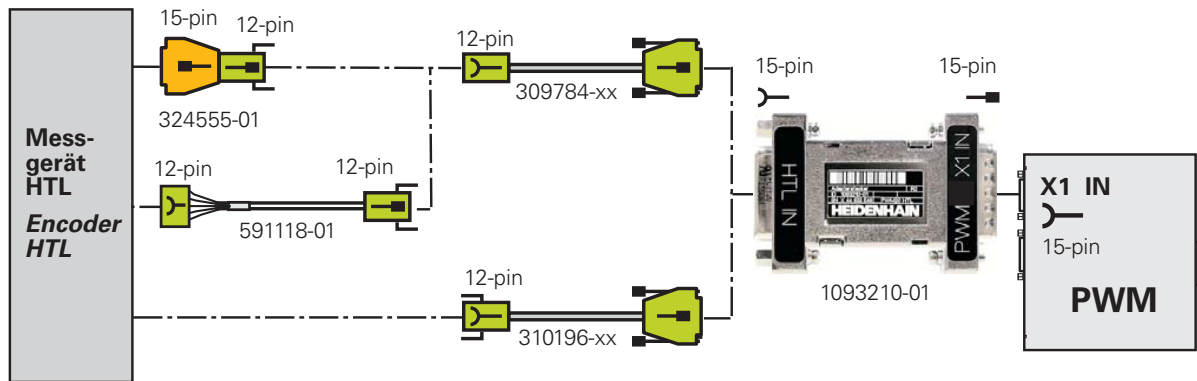 15-pin
12-pin
324555-01
Mess-
gerät
HTL
Encoder
HTL
12-pin
12-pin
591118-01
12-pin
309784-xx
12-pin
310196-xx
15-pin
15-pin
HTL IN
HEIDENHAIN
PWM X1 IN
1093210-01
X1 IN
15-pin
PWM